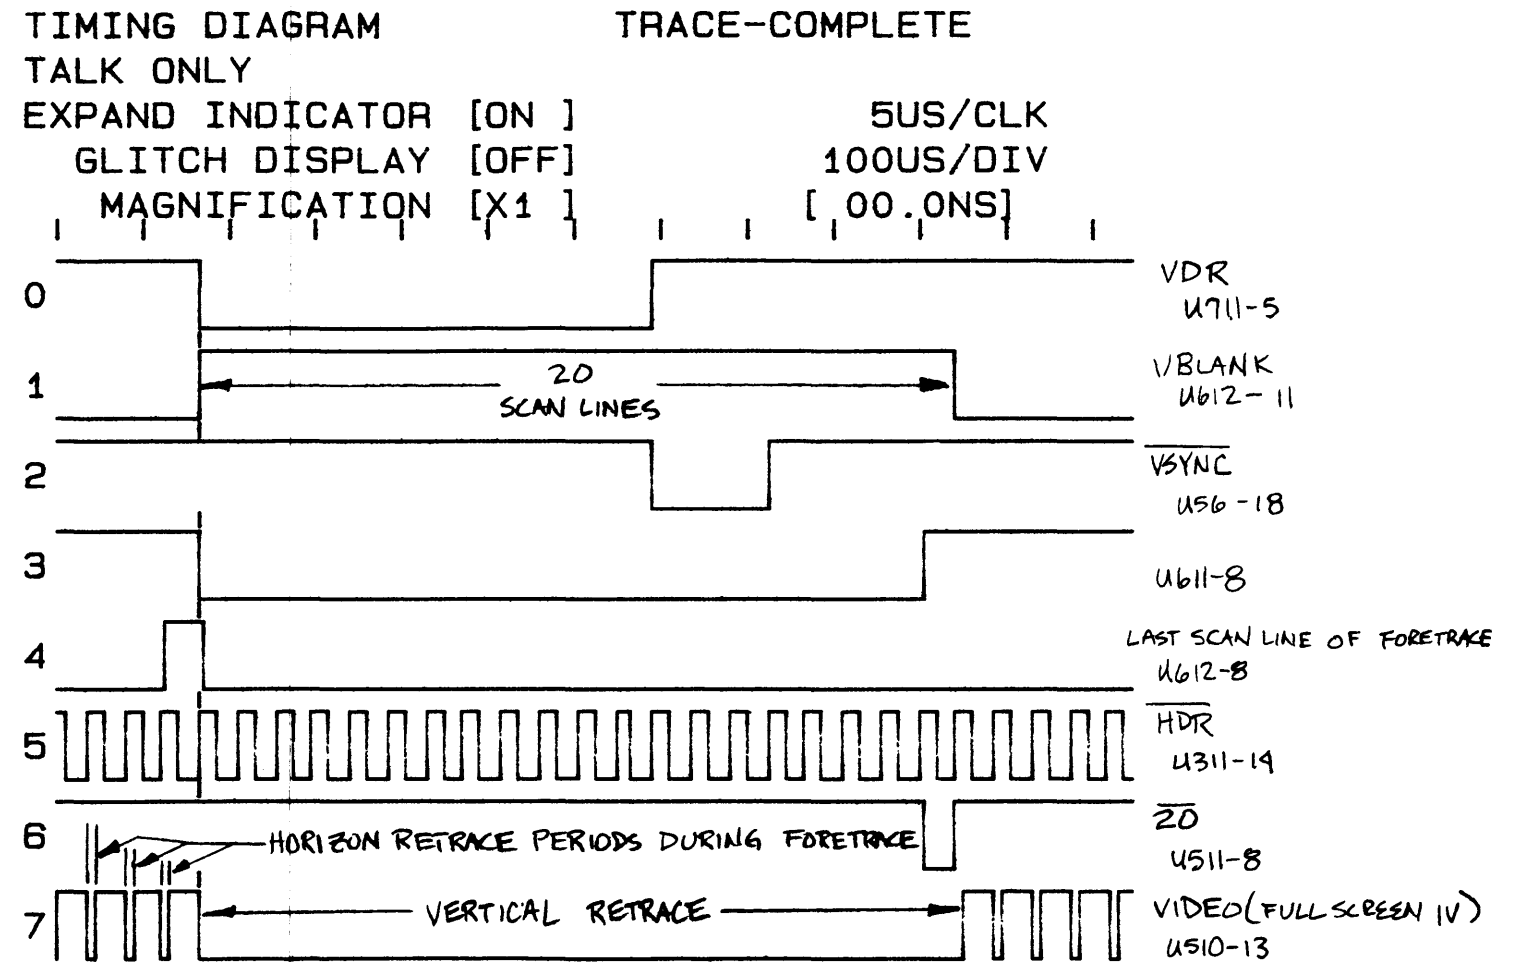 TIMING DIAGRAM TRACE-COMPLETE
TALK ONLY
EXPAND INDICATOR [ON ] 5US/CLK
GLITCH DISPLAY [OFF] 100US/DIV
MAGNIFICATION [X1 ] [ 00.0NS]
0 VDR
U711-5
1 20 VBLANK
SCAN LINES U612-11
2 VSYNC
U56-18
3 U611-8
4 LAST SCAN LINE OF FORETRACE
U612-8
5 HDR
U311-14
6 HORIZON RETRACE PERIODS DURING FORETRACE 20
U511-8
7 VERTICAL RETRACE VIDEO (FULL SCREEN IV)
U510-13